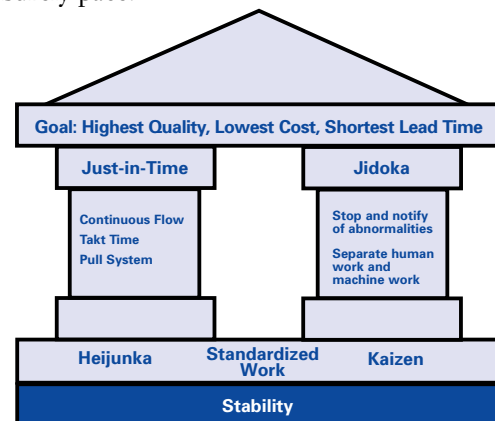 Goal: Highest Quality, Lowest Cost, Shortest Lead Time
Just-in-Time
Jidoka
Continuous Flow
Takt Time
Pull System
Stop and notify
of abnormalities
Separate human
work and
machine work
Heijunka
Standardized
Work
Kaizen
Stability